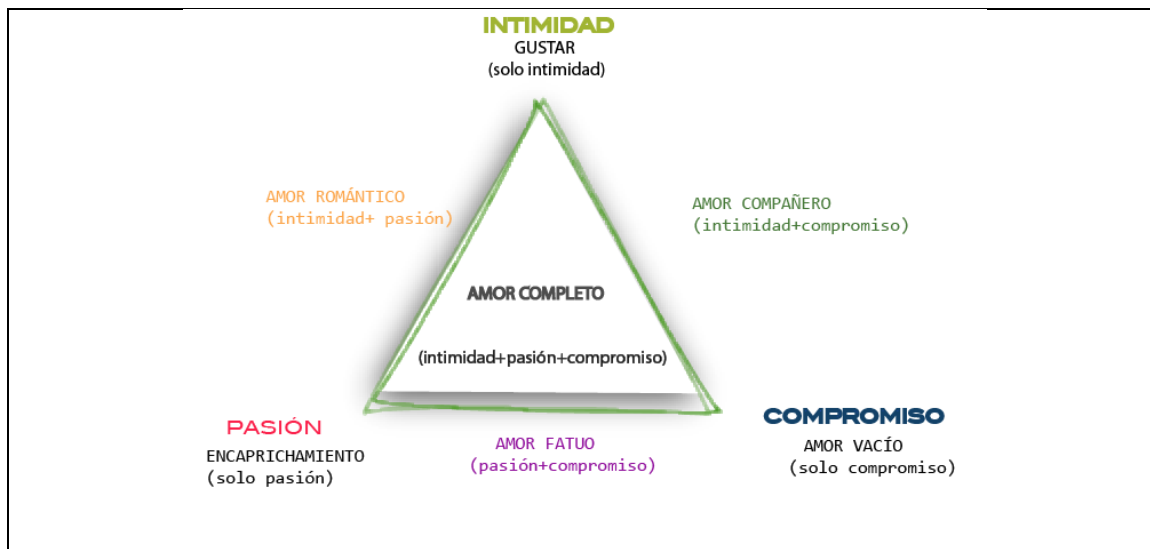 INTIMIDAD
GUSTAR
(solo intimidad)
AMOR ROMÁNTICO
(intimidad+ pasión)
AMOR COMPAÑERO
(intimidad+compromiso)
AMOR COMPLETO
(intimidad+pasión+compromiso)
PASIÓN
ENCAPRICHAMIENTO
(solo pasión)
AMOR FATUO
(pasión+compromiso)
COMPROMISO
AMOR VACÍO
(solo compromiso)